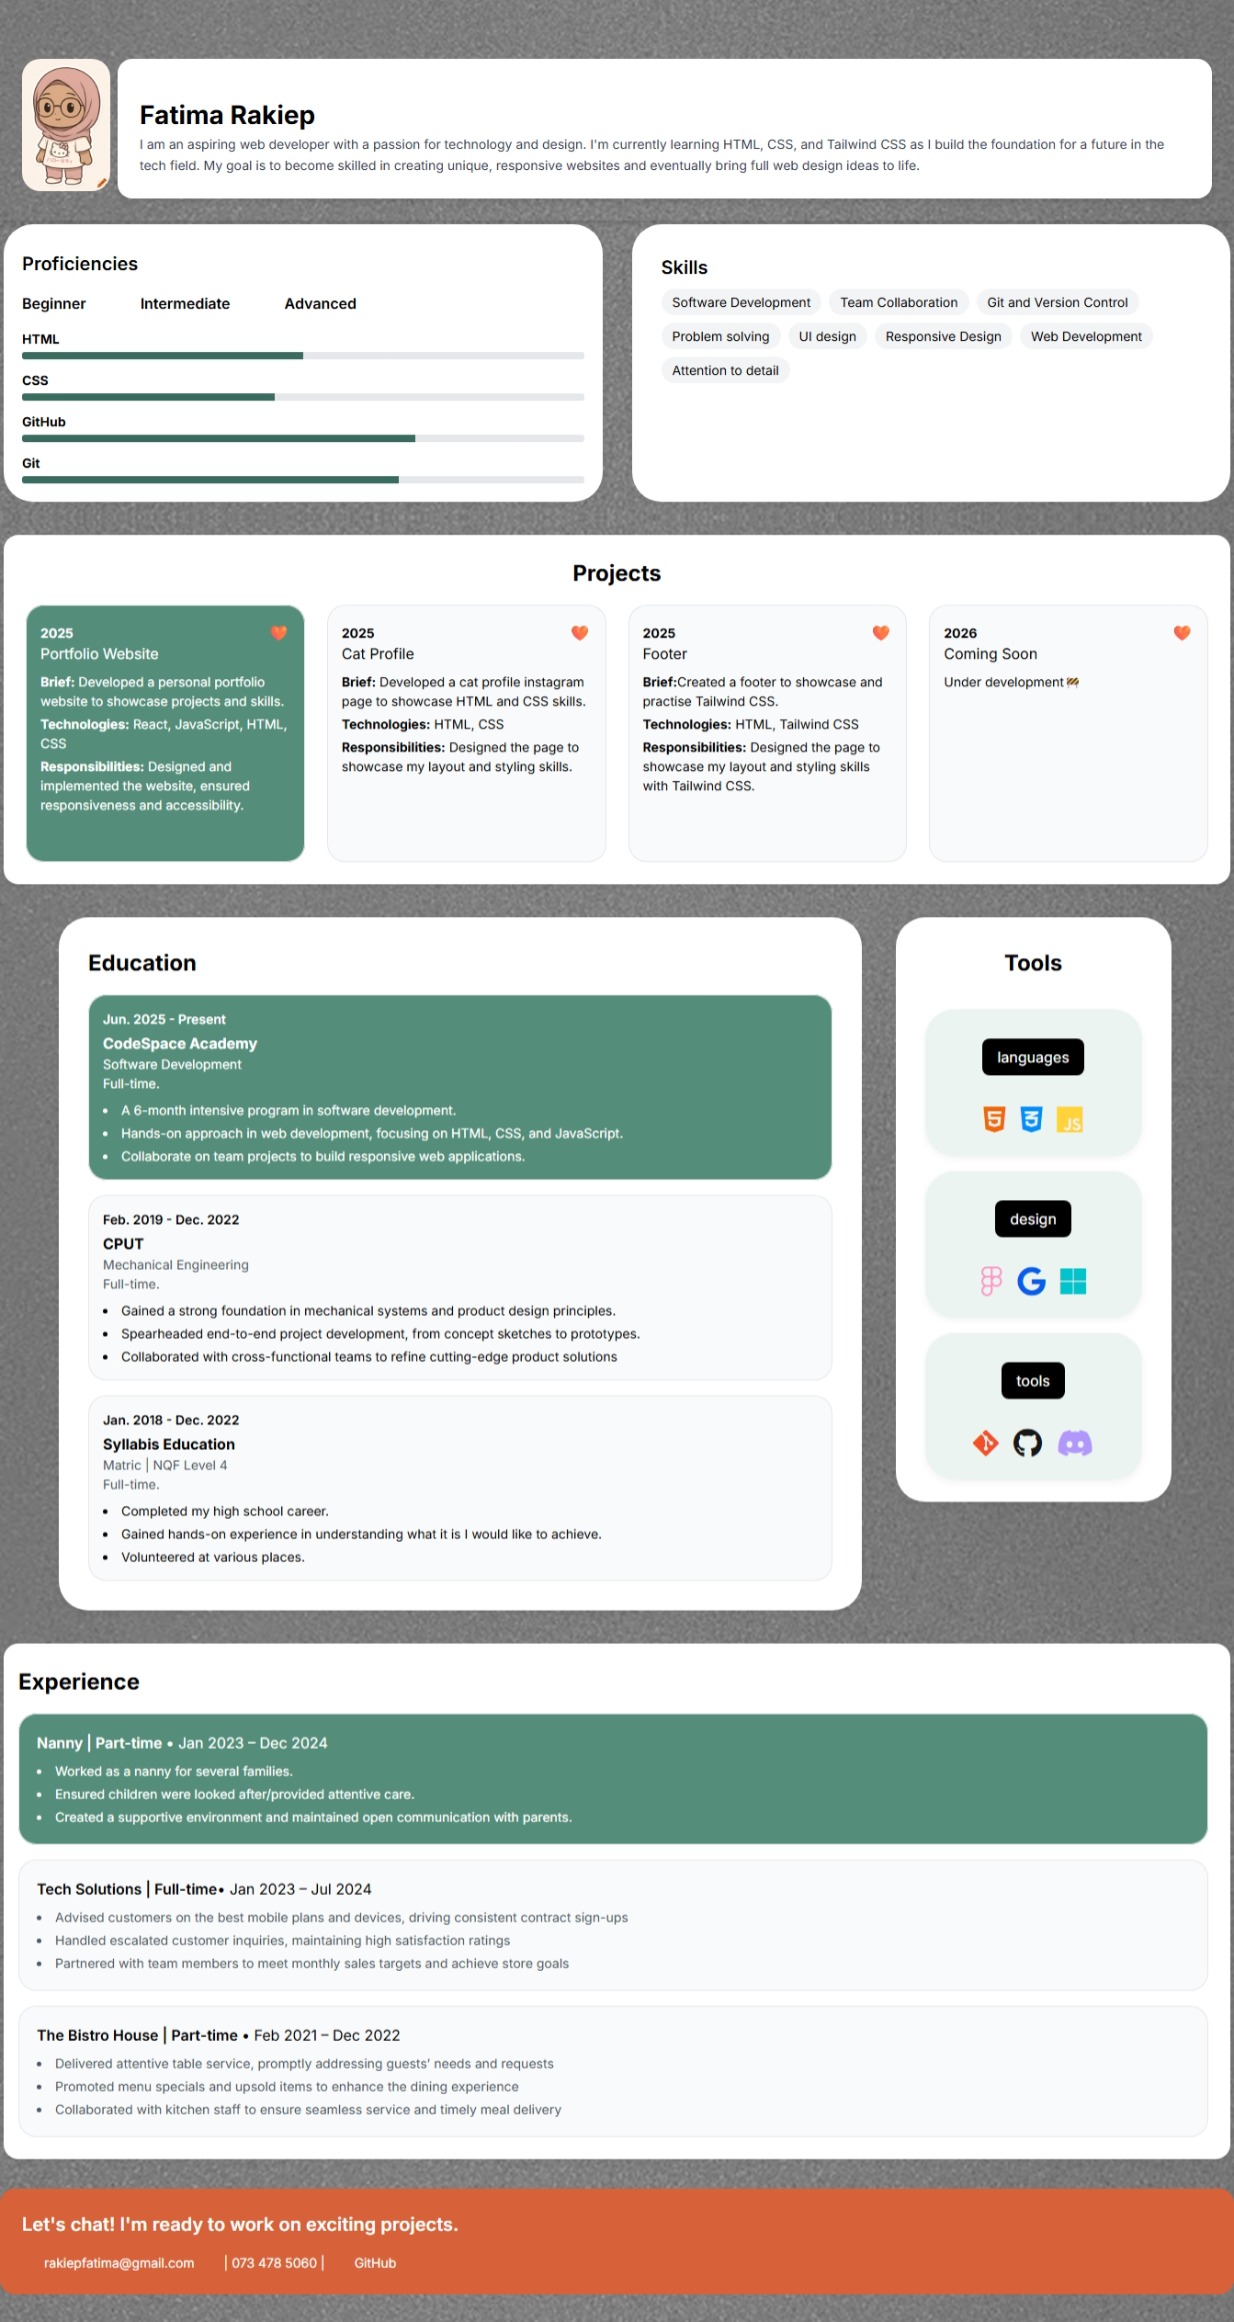 Fatima Rakiep
I am an aspiring web developer with a passion for technology and design. I'm currently learning HTML, CSS, and Tailwind CSS as I build the foundation for a future in the
tech field. My goal is to become skilled in creating unique, responsive websites and eventually bring full web design ideas to life.
Proficiencies
Beginner Intermediate Advanced
HTML
CSS
GitHub
Git
Skills
Software Development Team Collaboration Git and Version Control
Problem solving UI design Responsive Design Web Development
Attention to detail
Projects
2025
Portfolio Website
Brief: Developed a personal portfolio
website to showcase projects and skills.
Technologies: React, JavaScript, HTML,
CSS
Responsibilities: Designed and
implemented the website, ensured
responsiveness and accessibility.
2025
Cat Profile
Brief: Developed a cat profile instagram
page to showcase HTML and CSS skills.
Technologies: HTML, CSS
Responsibilities: Designed the page to
showcase my layout and styling skills.
2025
Footer
Brief:Created a footer to showcase and
practise Tailwind CSS.
Technologies: HTML, Tailwind CSS
Responsibilities: Designed the page to
showcase my layout and styling skills
with Tailwind CSS.
2026
Coming Soon
Under development🚧
Education
Jun. 2025 - Present
CodeSpace Academy
Software Development
Full-time.
• A 6-month intensive program in software development.
• Hands-on approach in web development, focusing on HTML, CSS, and JavaScript.
• Collaborate on team projects to build responsive web applications.
Feb. 2019 - Dec. 2022
CPUT
Mechanical Engineering
Full-time.
• Gained a strong foundation in mechanical systems and product design principles.
• Spearheaded end-to-end project development, from concept sketches to prototypes.
• Collaborated with cross-functional teams to refine cutting-edge product solutions
Jan. 2018 - Dec. 2022
Syllabis Education
Matric | NQF Level 4
Full-time.
• Completed my high school career.
• Gained hands-on experience in understanding what it is I would like to achieve.
• Volunteered at various places.
Tools
languages
5 3 JS
design
G
tools
Experience
Nanny | Part-time • Jan 2023 – Dec 2024
• Worked as a nanny for several families.
• Ensured children were looked after/provided attentive care.
• Created a supportive environment and maintained open communication with parents.
Tech Solutions | Full-time• Jan 2023 – Jul 2024
• Advised customers on the best mobile plans and devices, driving consistent contract sign-ups
• Handled escalated customer inquiries, maintaining high satisfaction ratings
• Partnered with team members to meet monthly sales targets and achieve store goals
The Bistro House | Part-time • Feb 2021 – Dec 2022
• Delivered attentive table service, promptly addressing guests’ needs and requests
• Promoted menu specials and upsold items to enhance the dining experience
• Collaborated with kitchen staff to ensure seamless service and timely meal delivery
Let's chat! I'm ready to work on exciting projects.
rakiepfatima@gmail.com | 073 478 5060 | GitHub